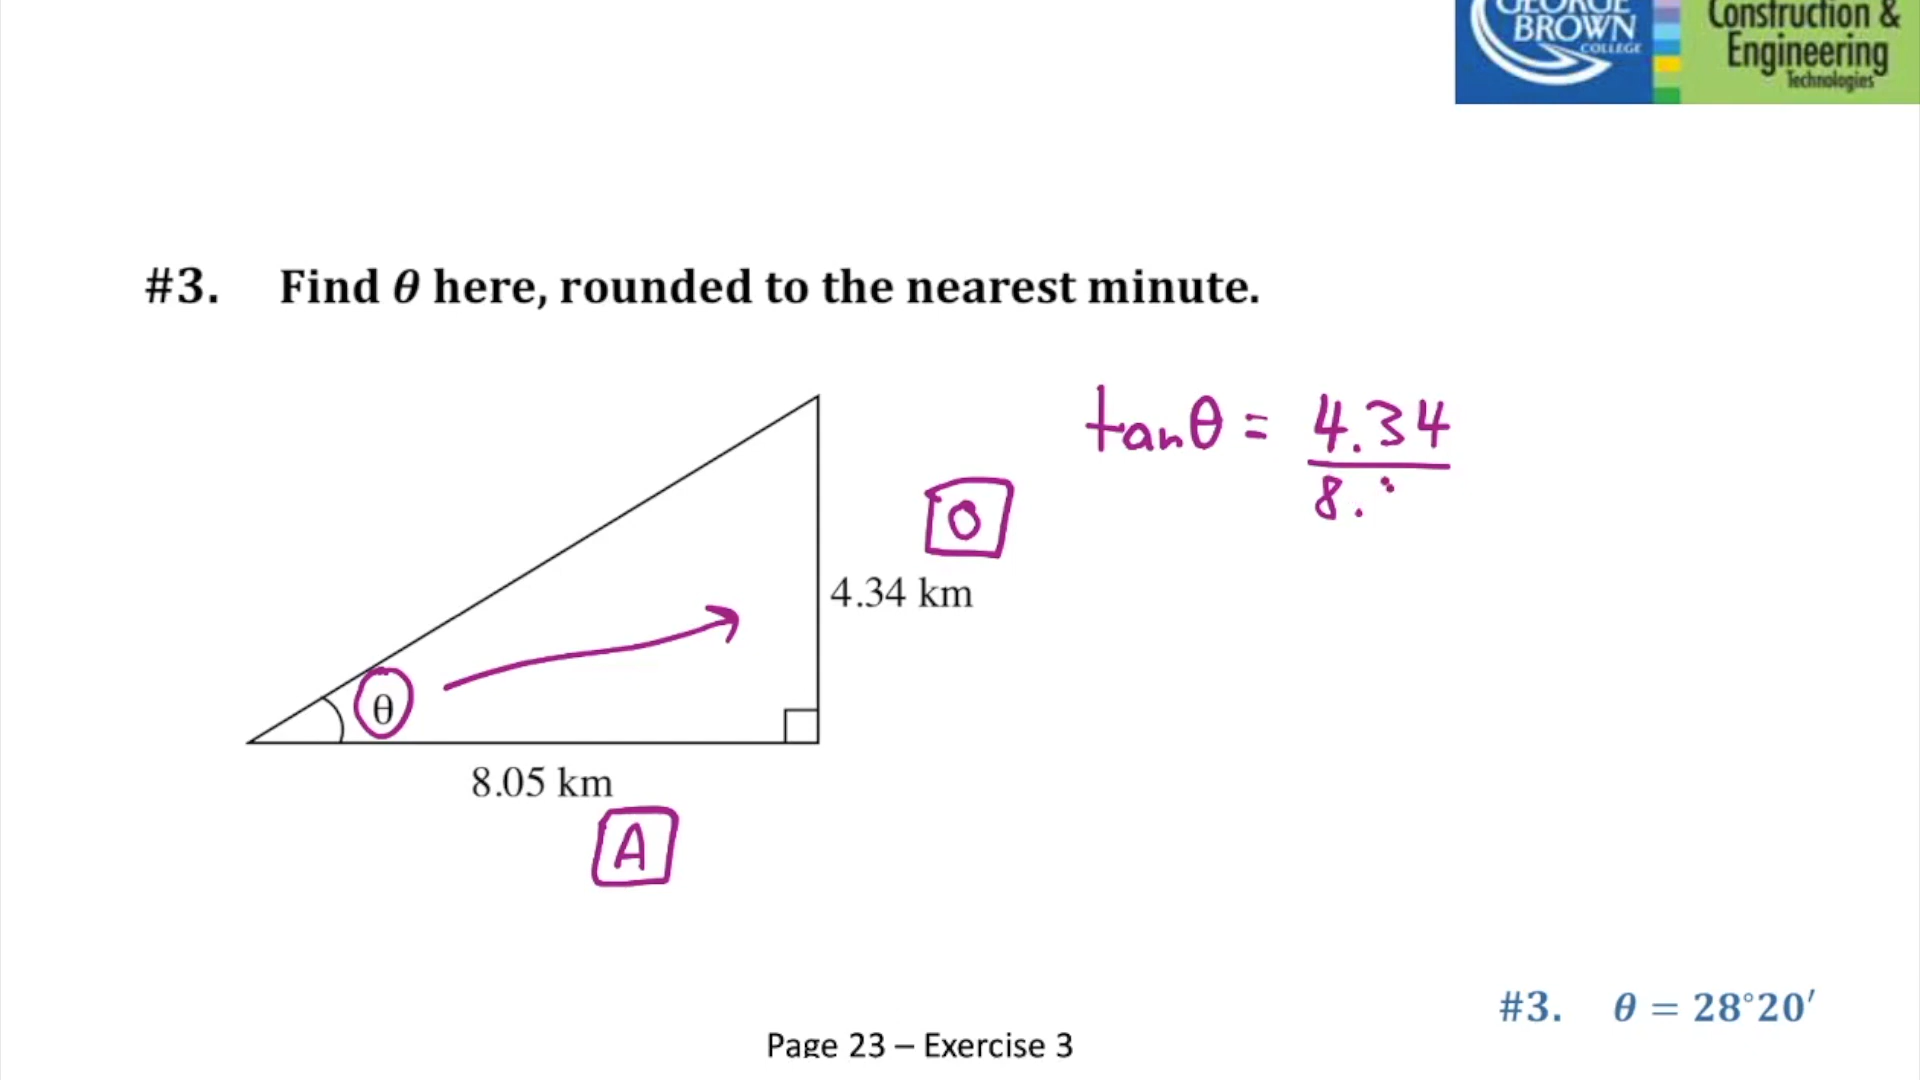 GEORGE
BROWN
COLLEGE
Construction &
Engineering
Technologies
#3. Find θ here, rounded to the nearest minute.
tanθ = 4.34
8.
O
4.34 km
θ
8.05 km
A
#3. θ = 28°20′
Page 23 – Exercise 3